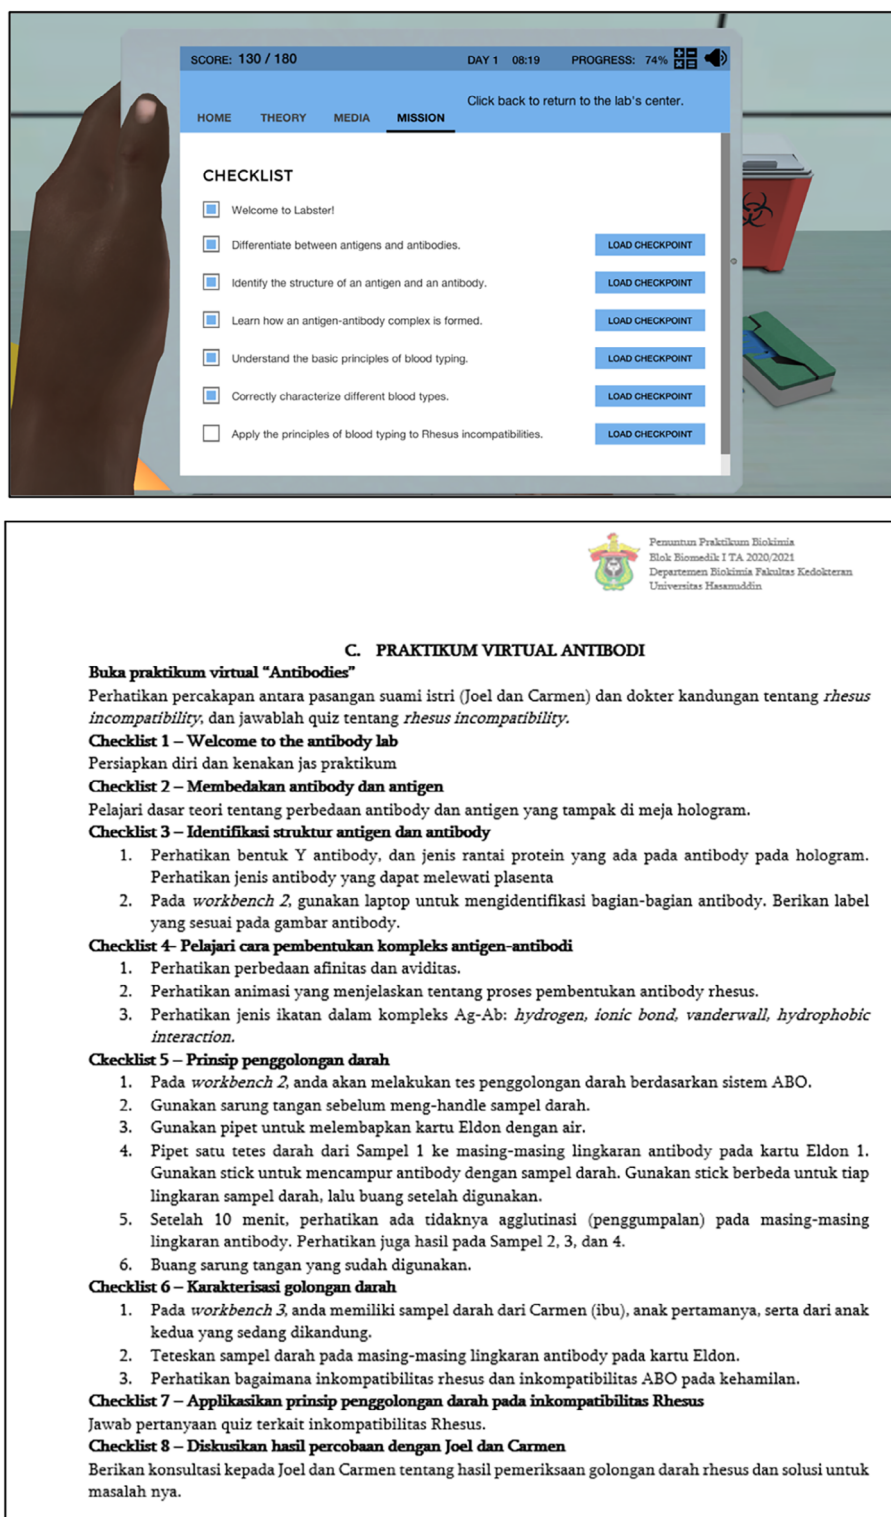 SCORE: 130 / 180 DAY 1 08:19 PROGRESS: 74%
Click back to return to the lab's center.
HOME THEORY MEDIA MISSION
CHECKLIST
Welcome to Labster!
Differentiate between antigens and antibodies. LOAD CHECKPOINT
Identify the structure of an antigen and an antibody. LOAD CHECKPOINT
Learn how an antigen-antibody complex is formed. LOAD CHECKPOINT
Understand the basic principles of blood typing. LOAD CHECKPOINT
Correctly characterize different blood types. LOAD CHECKPOINT
Apply the principles of blood typing to Rhesus incompatibilities. LOAD CHECKPOINT
Penuntun Praktikum Biokimia
Blok Biomedik I TA 2020/2021
Departemen Biokimia Fakultas Kedokteran
Universitas Hasanuddin
C. PRAKTIKUM VIRTUAL ANTIBODI
Buka praktikum virtual “Antibodies”
Perhatikan percakapan antara pasangan suami istri (Joel dan Carmen) dan dokter kandungan tentang rhesus
incompatibility, dan jawablah quiz tentang rhesus incompatibility.
Checklist 1 – Welcome to the antibody lab
Persiapkan diri dan kenakan jas praktikum
Checklist 2 – Membedakan antibody dan antigen
Pelajari dasar teori tentang perbedaan antibody dan antigen yang tampak di meja hologram.
Checklist 3 – Identifikasi struktur antigen dan antibody
1. Perhatikan bentuk Y antibody, dan jenis rantai protein yang ada pada antibody pada hologram.
Perhatikan jenis antibody yang dapat melewati plasenta
2. Pada workbench 2, gunakan laptop untuk mengidentifikasi bagian-bagian antibody. Berikan label
yang sesuai pada gambar antibody.
Checklist 4- Pelajari cara pembentukan kompleks antigen-antibodi
1. Perhatikan perbedaan afinitas dan aviditas.
2. Perhatikan animasi yang menjelaskan tentang proses pembentukan antibody rhesus.
3. Perhatikan jenis ikatan dalam kompleks Ag-Ab: hydrogen, ionic bond, vanderwall, hydrophobic
interaction.
Ckecklist 5 – Prinsip penggolongan darah
1. Pada workbench 2, anda akan melakukan tes penggolongan darah berdasarkan sistem ABO.
2. Gunakan sarung tangan sebelum meng-handle sampel darah.
3. Gunakan pipet untuk melembapkan kartu Eldon dengan air.
4. Pipet satu tetes darah dari Sampel 1 ke masing-masing lingkaran antibody pada kartu Eldon 1.
Gunakan stick untuk mencampur antibody dengan sampel darah. Gunakan stick berbeda untuk tiap
lingkaran sampel darah, lalu buang setelah digunakan.
5. Setelah 10 menit, perhatikan ada tidaknya agglutinasi (penggumpalan) pada masing-masing
lingkaran antibody. Perhatikan juga hasil pada Sampel 2, 3, dan 4.
6. Buang sarung tangan yang sudah digunakan.
Checklist 6 – Karakterisasi golongan darah
1. Pada workbench 3, anda memiliki sampel darah dari Carmen (ibu), anak pertamanya, serta dari anak
kedua yang sedang dikandung.
2. Teteskan sampel darah pada masing-masing lingkaran antibody pada kartu Eldon.
3. Perhatikan bagaimana inkompatibilitas rhesus dan inkompatibilitas ABO pada kehamilan.
Checklist 7 – Applikasikan prinsip penggolongan darah pada inkompatibilitas Rhesus
Jawab pertanyaan quiz terkait inkompatibilitas Rhesus.
Checklist 8 – Diskusikan hasil percobaan dengan Joel dan Carmen
Berikan konsultasi kepada Joel dan Carmen tentang hasil pemeriksaan golongan darah rhesus dan solusi untuk
masalah nya.